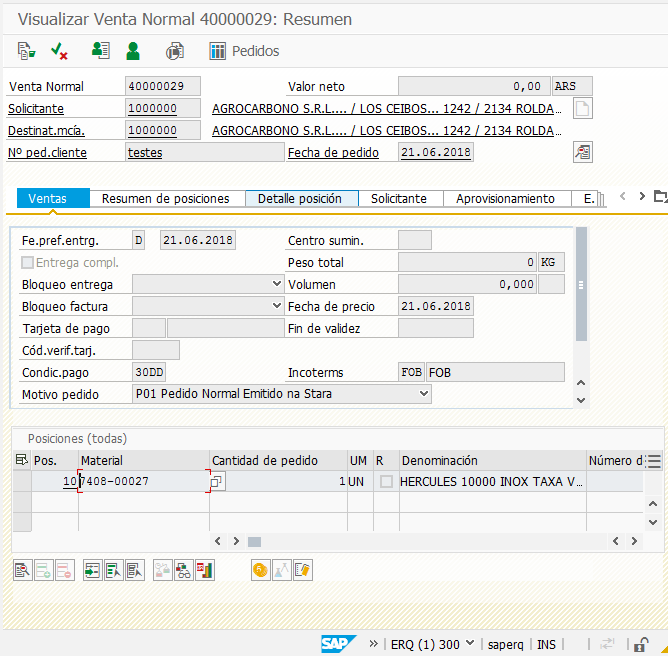 Visualizar Venta Normal 40000029: Resumen
Pedidos
Venta Normal 40000029 Valor neto 0,00 ARS
Solicitante 1000000 AGROCARBONO S.R.L.... / LOS CEIBOS... 1242 / 2134 ROLDA...
Destinat.mcía. 1000000 AGROCARBONO S.R.L.... / LOS CEIBOS... 1242 / 2134 ROLDA...
Nº ped.cliente testes Fecha de pedido 21.06.2018
Ventas Resumen de posiciones Detalle posición Solicitante Aprovisionamiento E.
Fe.pref.entrg. D 21.06.2018 Centro sumin.
Entrega compl. Peso total 0 KG
Bloqueo entrega Volumen 0,000
Bloqueo factura Fecha de precio 21.06.2018
Tarjeta de pago Fin de validez
Cód.verif.tarj.
Condic.pago 30DD Incoterms FOB FOB
Motivo pedido P01 Pedido Normal Emitido na Stara
Posiciones (todas)
Pos. Material Cantidad de pedido UM R Denominación Número d
10 7408-00027 1 UN HERCULES 10000 INOX TAXA V...
SAP ERQ (1) 300 saperq INS